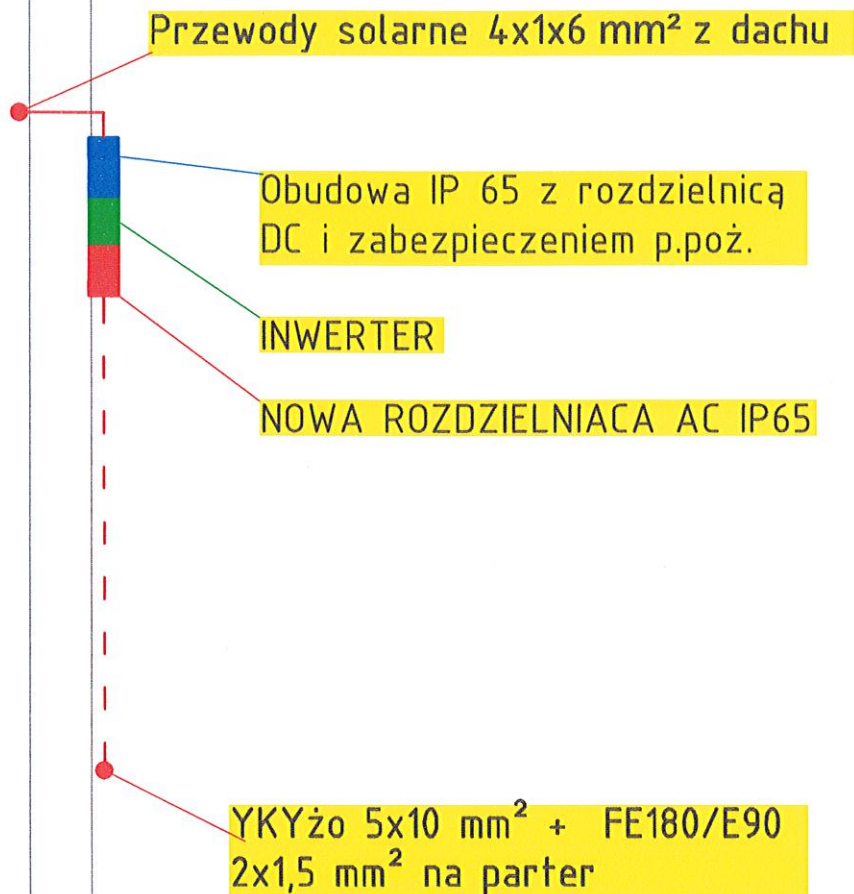 Przewody solarne 4x1x6 mm² z dachu
Obudowa IP 65 z rozdzielnicą
DC i zabezpieczeniem p.poż.
INWERTER
NOWA ROZDZIELNIACA AC IP65
YKYżo 5x10 mm² + FE180/E90
2x1,5 mm² na parter